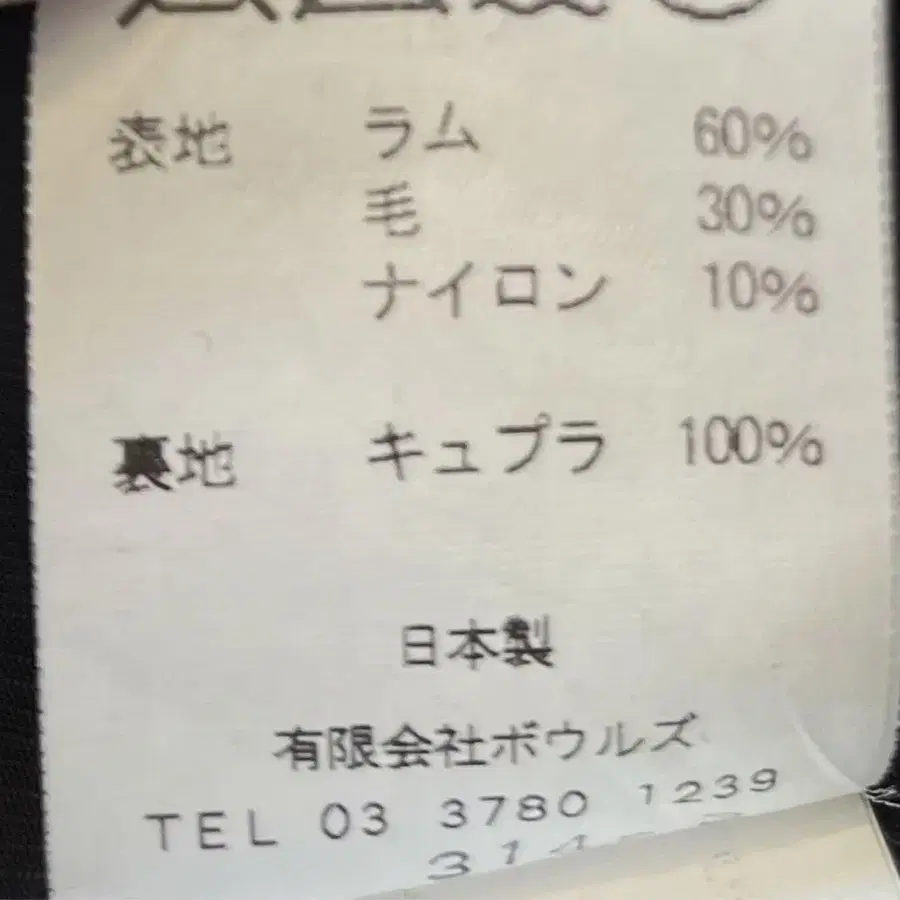 表地 ラム 60%
毛 30%
ナイロン 10%
裏地 キュプラ 100%
日本製
有限会社ボウルズ
TEL 03 3780 1239